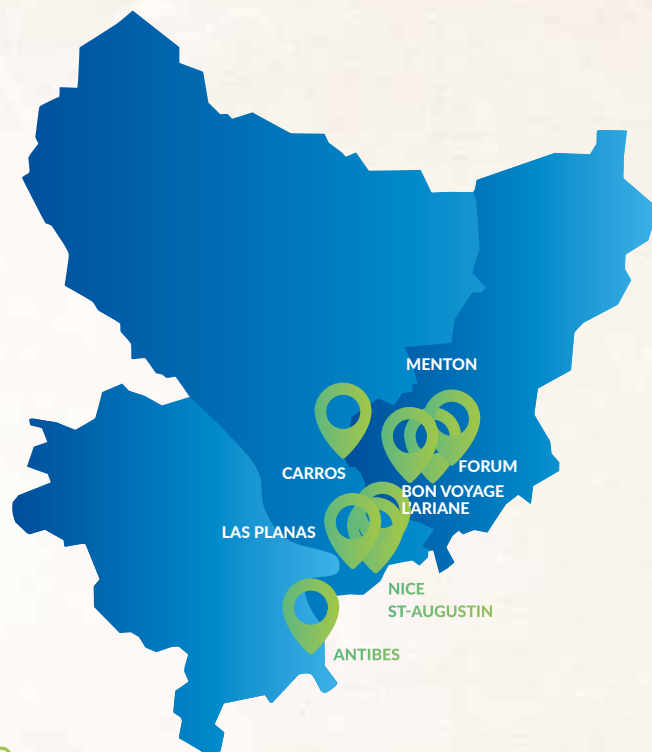 MENTON
CARROS
FORUM
BON VOYAGE
L'ARIANE
LAS PLANAS
NICE
ST-AUGUSTIN
ANTIBES